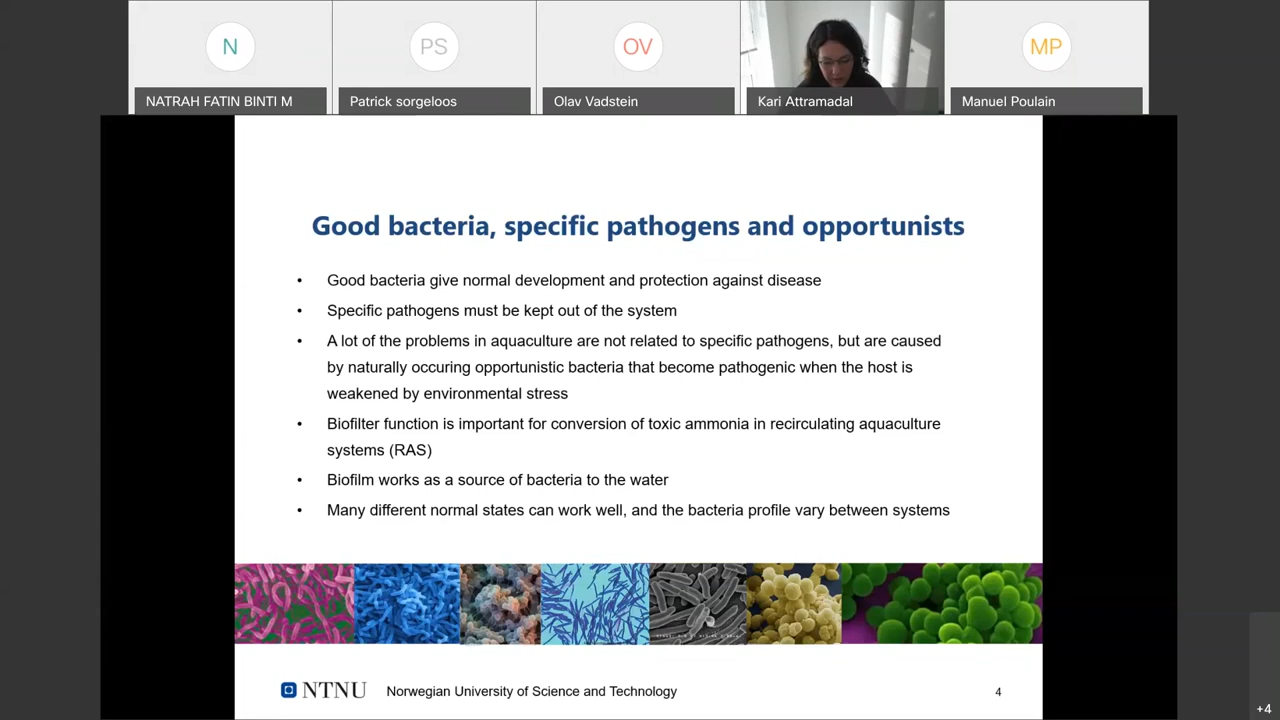 N
PS
OV
MP
NATRAH FATIN BINTI M
Patrick sorgeloos
Olav Vadstein
Kari Attramadal
Manuel Poulain
Good bacteria, specific pathogens and opportunists
• Good bacteria give normal development and protection against disease
• Specific pathogens must be kept out of the system
• A lot of the problems in aquaculture are not related to specific pathogens, but are caused
by naturally occuring opportunistic bacteria that become pathogenic when the host is
weakened by environmental stress
• Biofilter function is important for conversion of toxic ammonia in recirculating aquaculture
systems (RAS)
• Biofilm works as a source of bacteria to the water
• Many different normal states can work well, and the bacteria profile vary between systems
NTNU
Norwegian University of Science and Technology
4
+4